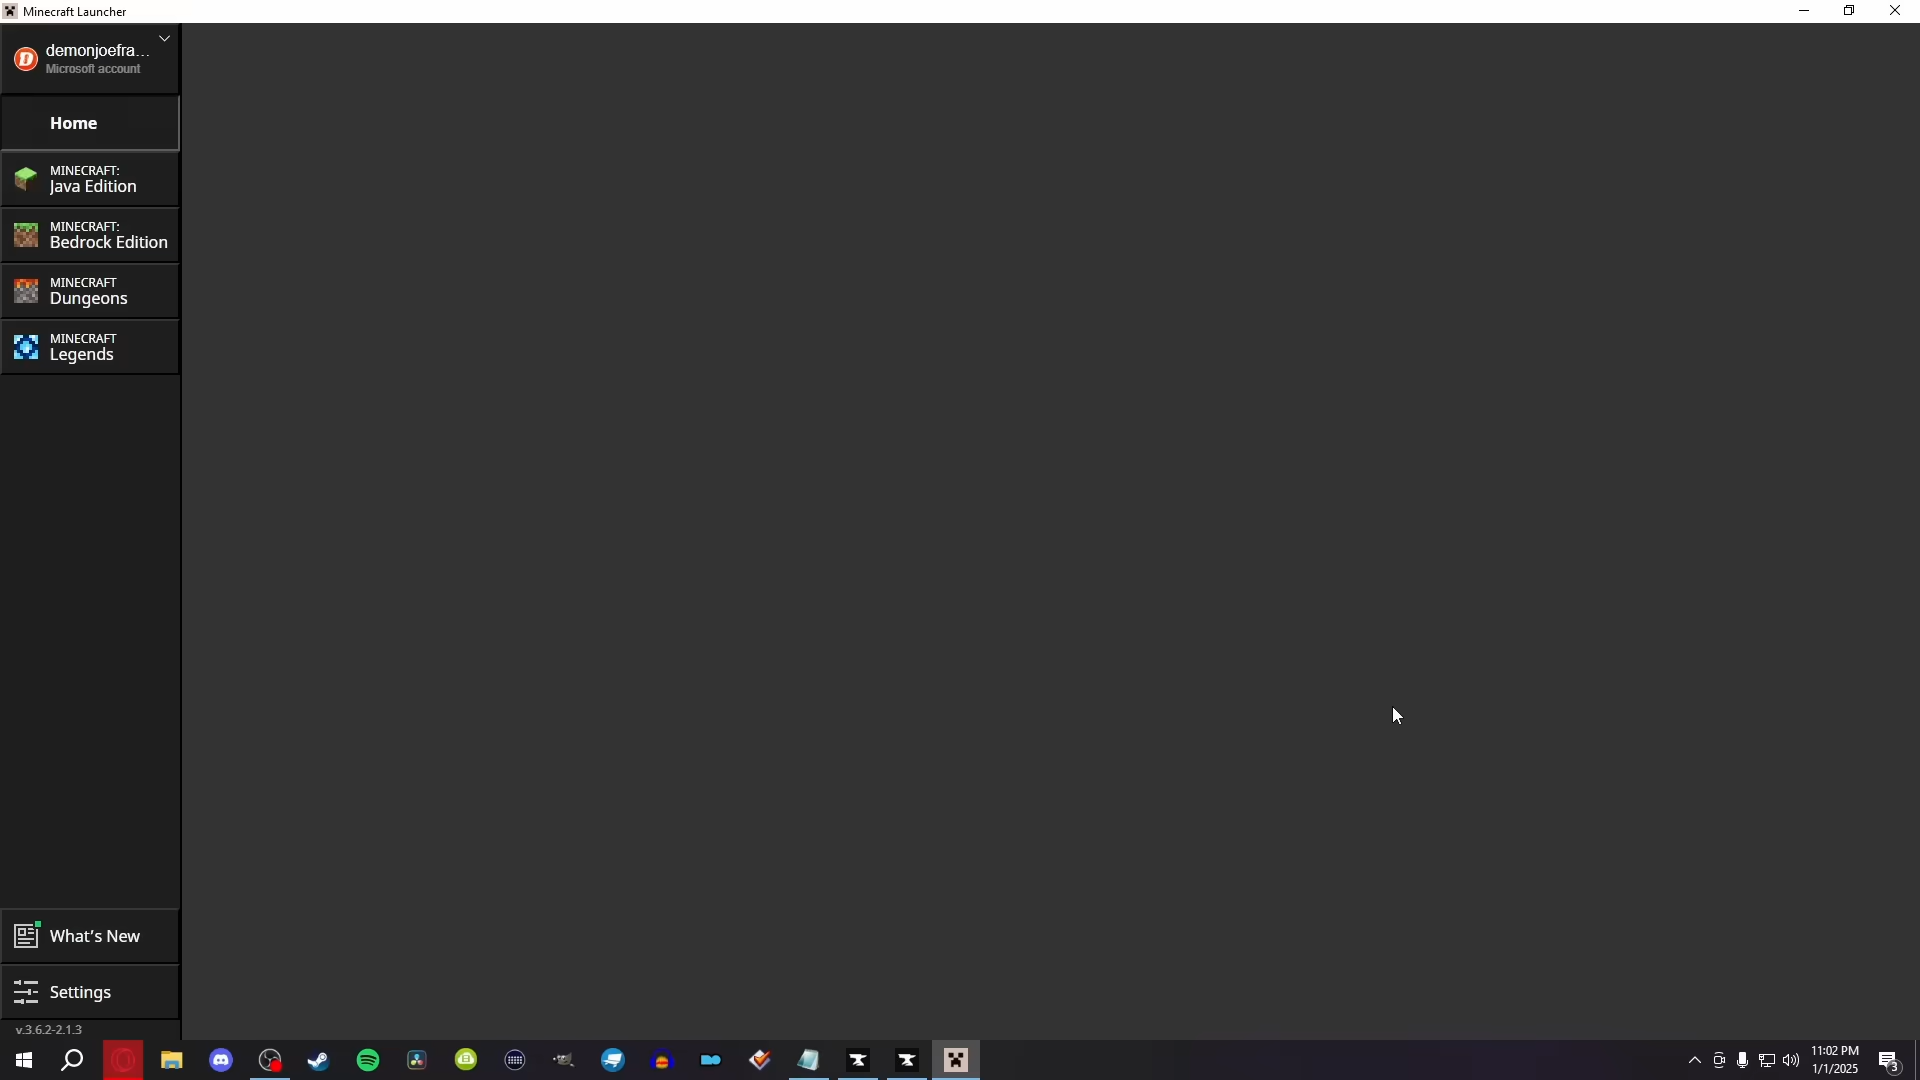 Minecraft Launcher
demonjoefra...
Microsoft account
Home
MINECRAFT:
Java Edition
MINECRAFT:
Bedrock Edition
MINECRAFT
Dungeons
MINECRAFT
Legends
What's New
Settings
v.3.6.2-2.1.3
11:02 PM
1/1/2025
3